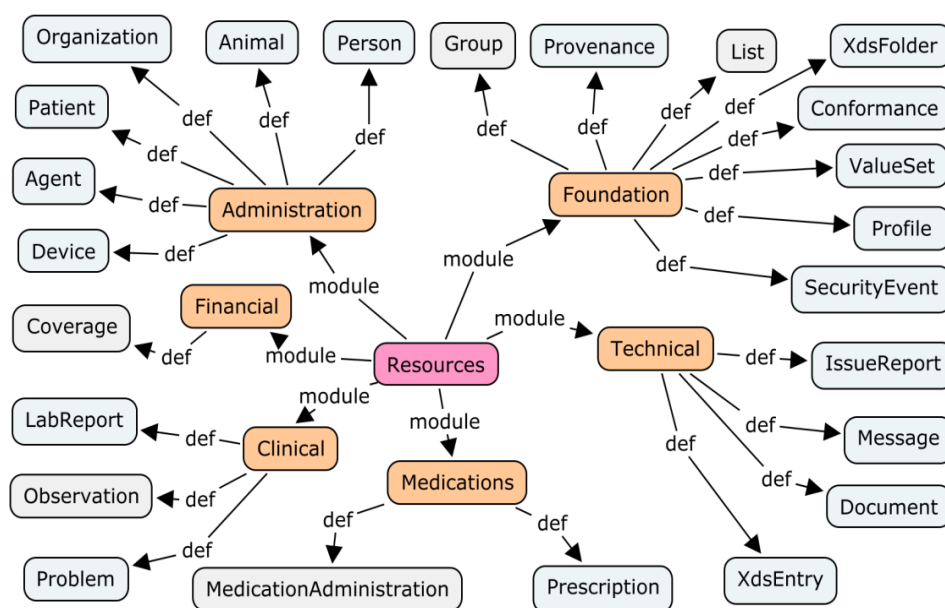 Organization
Animal
Person
Group
Provenance
List
XdsFolder
Patient
def
def
def
def
def
def
def
def
Conformance
def
def
def
Agent
def
Administration
Foundation
def
ValueSet
Device
def
def
Profile
module
module
def
SecurityEvent
Financial
Coverage
def
module
Resources
module
Technical
def
IssueReport
module
LabReport
def
Clinical
module
def
Message
def
Observation
def
Medications
def
Document
def
def
def
Problem
MedicationAdministration
Prescription
XdsEntry